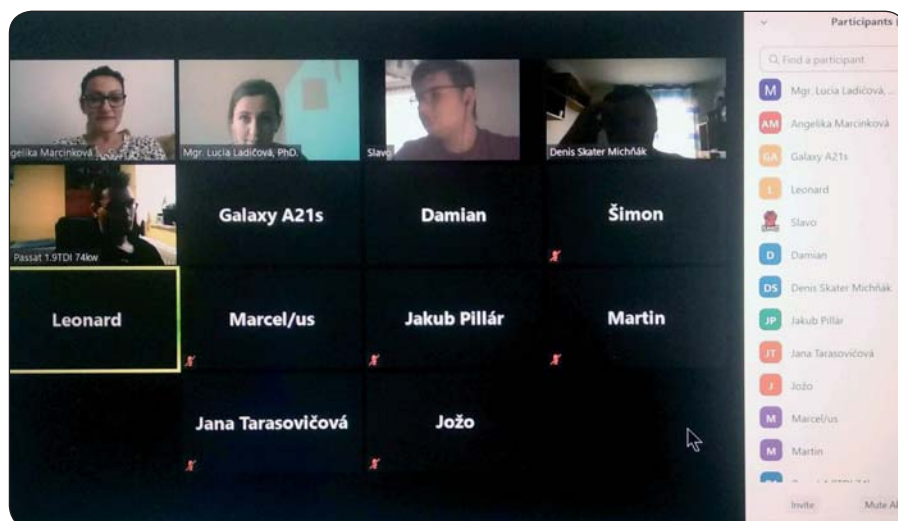 Participants
Find a participant
Mgr. Lucia Ladičová, ...
AM
Angelika Marcinková
GA
Galaxy A21s
L
Leonard
Slavo
D
Damian
DS
Denis Skater Michňák
JP
Jakub Pillár
JT
Jana Tarasovičová
J
Jožo
M
Marcel/us
M
Martin
Invite
Mute Al
M
gelika Marcinková
Mgr. Lucia Ladičová, PhD.
Slavo
Denis Skater Michňák
Passat 1.9TDI 74kw
Galaxy A21s
Damian
Šimon
Leonard
Marcel/us
Jakub Pillár
Martin
Jana Tarasovičová
Jožo